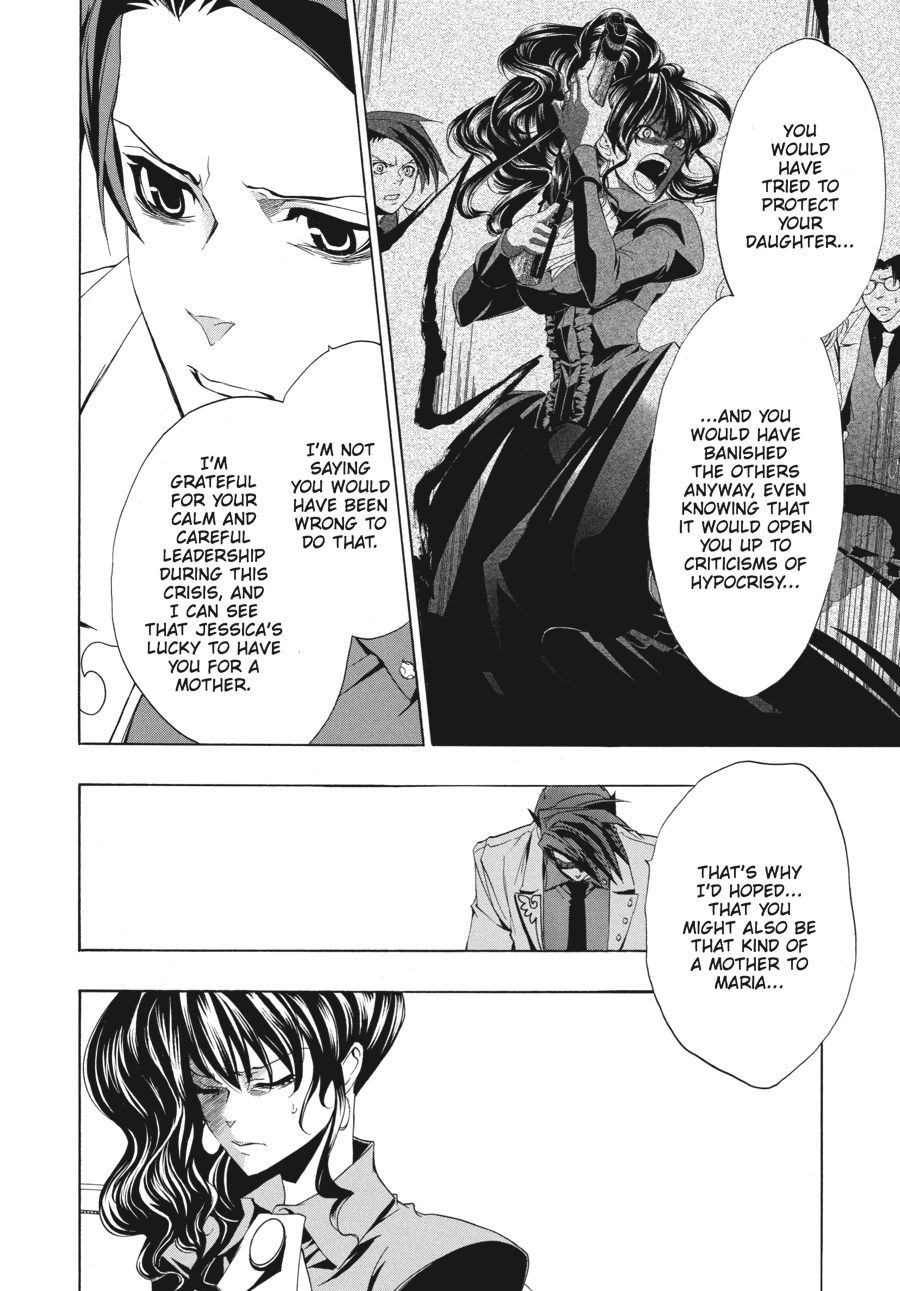 YOU
WOULD
HAVE
TRIED TO
PROTECT
YOUR
DAUGHTER...
...AND YOU
WOULD HAVE
BANISHED
THE OTHERS
ANYWAY, EVEN
KNOWING THAT
IT WOULD OPEN
YOU UP TO
CRITICISMS OF
HYPOCRISY...
I'M NOT
SAYING
YOU WOULD
HAVE BEEN
WRONG TO
DO THAT.
I'M
GRATEFUL
FOR YOUR
CALM AND
CAREFUL
LEADERSHIP
DURING THIS
CRISIS, AND
I CAN SEE
THAT JESSICA'S
LUCKY TO HAVE
YOU FOR A
MOTHER.
THAT'S WHY
I'D HOPED...
THAT YOU
MIGHT ALSO BE
THAT KIND OF
A MOTHER TO
MARIA...